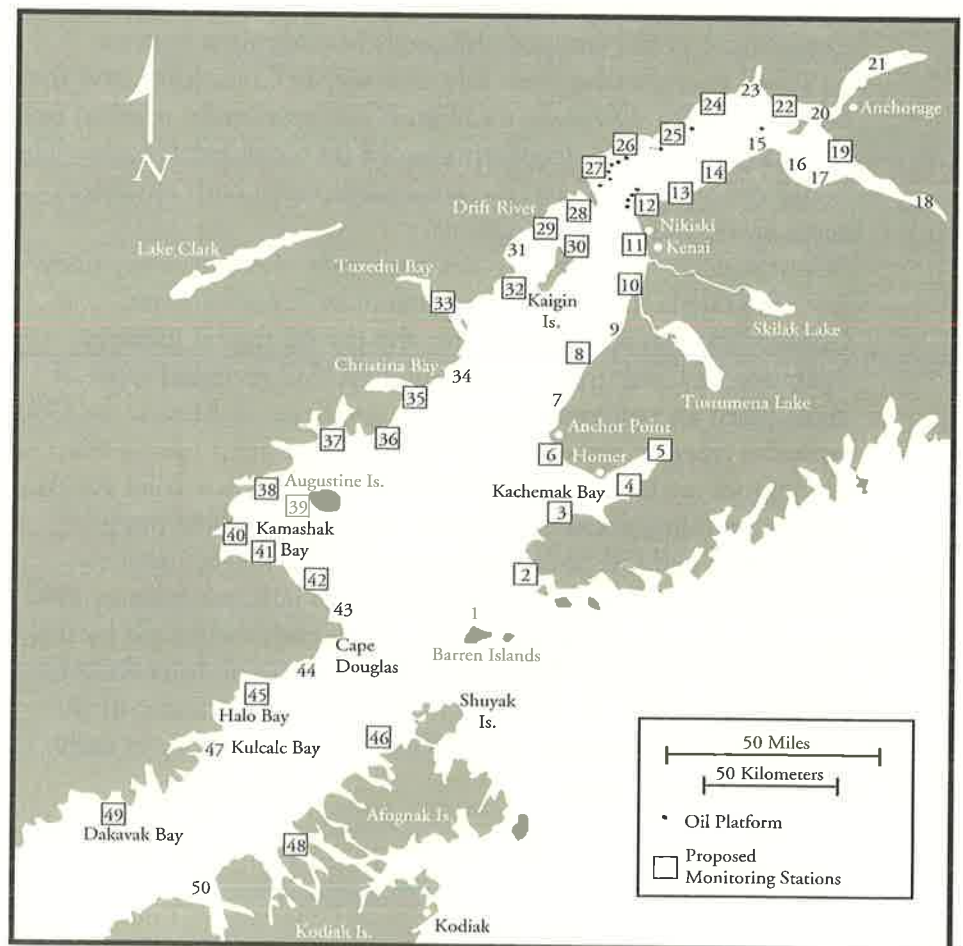 21
23
24
22
20
Anchorage
25
15
26
19
27
14
16
17
13
18
12
Drift River
28
Nikiski
29
11
Kenai
30
31
Lake Clark
Tuxedni Bay
10
32
33
Kaigin
Is.
9
Skilak Lake
8
Christina Bay
34
35
7
Tustumena Lake
Anchor Point
37
36
6
5
Homer
Augustine Is.
4
38
Kachemak Bay
39
3
Kamashak
Bay
40
41
42
2
43
1
Cape
Douglas
Barren Islands
44
45
Shuyak
Is.
Halo Bay
46
47
Kulcalc Bay
49
Dakavak Bay
Afognak Is.
48
50
Kodiak
Kodiak Is.
N
50 Miles
50 Kilometers
Oil Platform
Proposed
Monitoring Stations